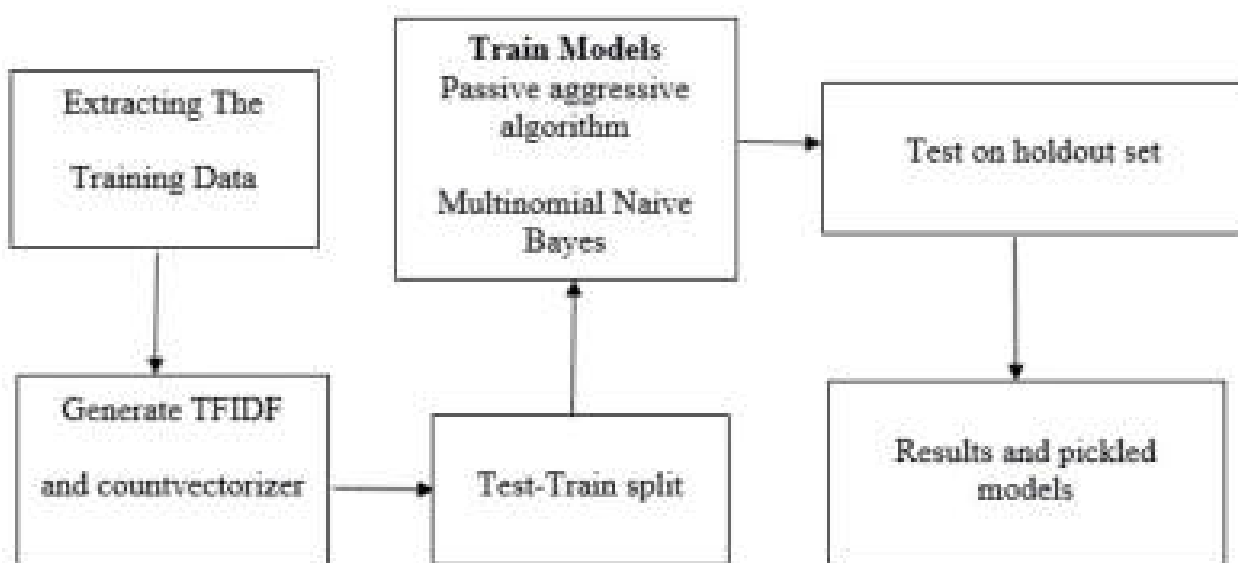 Extracting The
Training Data
Generate TFIDF
and countvectorizer
Test-Train split
Train Models
Passive aggressive
algorithm
Multinomial Naive
Bayes
Test on holdout set
Results and pickled
models